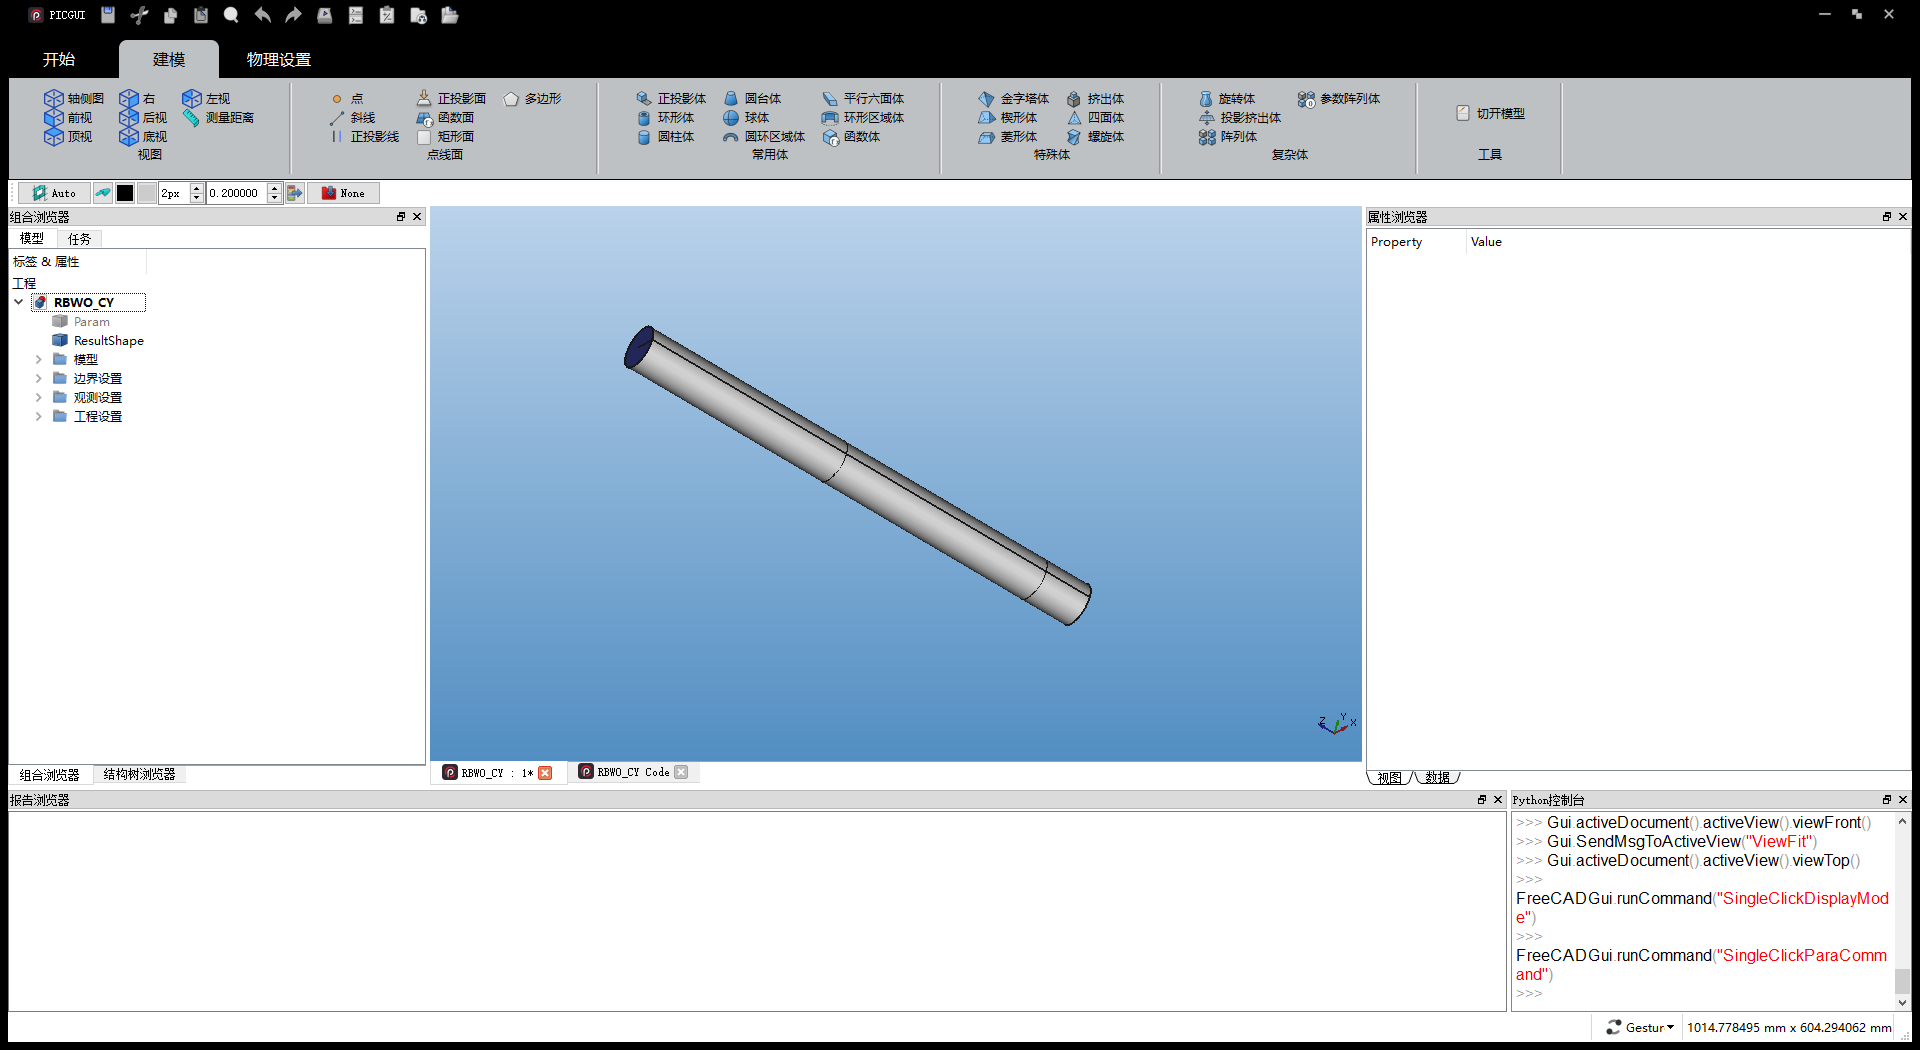 PICGUI
开始 建模 物理设置
轴侧图 右 左视
前视 后视 测量距离
顶视 底视
视图
点 正投影面 多边形
斜线 函数面
正投影线 矩形面
点线面
正投影体 圆台体 平行六面体
环形体 球体 环形区域体
圆柱体 圆环区域体 函数体
常用体
金字塔体 挤出体
楔形体 四面体
菱形体 螺旋体
特殊体
旋转体 参数阵列体
投影挤出体
阵列体
复杂体
切开模型
工具
Auto 2px 0.200000 None
组合浏览器
模型 任务
标签 & 属性
工程
RBWO_CY
Param
ResultShape
模型
边界设置
观测设置
工程设置
组合浏览器 结构树浏览器
Z Y X
RBWO_CY : 1* RBWO_CY Code
属性浏览器
Property Value
视图 数据
报告浏览器
Python控制台
>>> Gui.activeDocument().activeView().viewFront()
>>> Gui.SendMsgToActiveView("ViewFit")
>>> Gui.activeDocument().activeView().viewTop()
>>>
FreeCADGui.runCommand("SingleClickDisplayMod
e")
>>>
FreeCADGui.runCommand("SingleClickParaComm
and")
>>>
Gestur 1014.778495 mm x 604.294062 mm